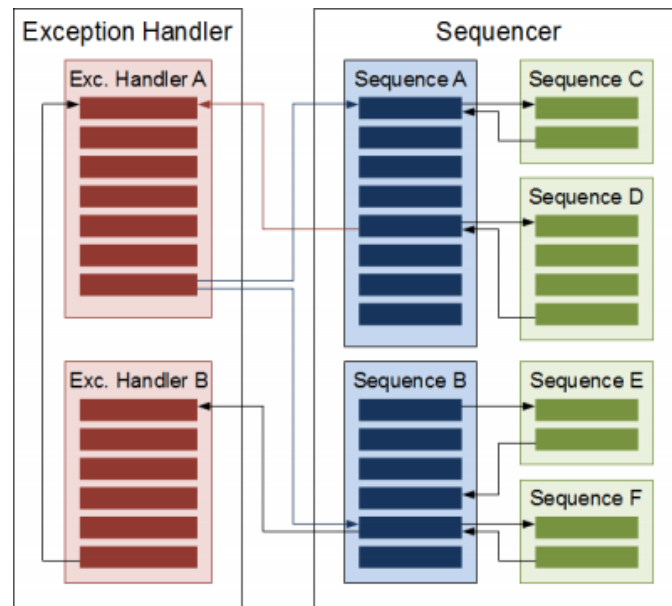 Exception Handler
Sequencer
Exc. Handler A
Sequence A
Sequence C
Sequence D
Exc. Handler B
Sequence B
Sequence E
Sequence F